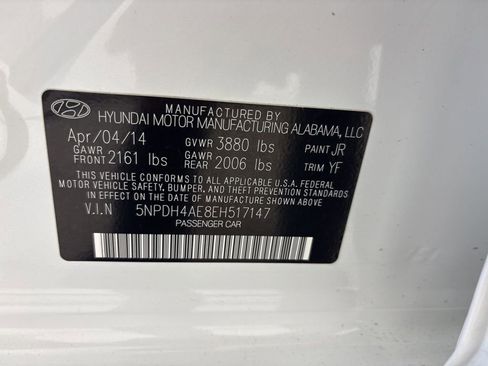 MANUFACTURED BY
HYUNDAI MOTOR MANUFACTURING ALABAMA, LLC
Apr/04/14 GVWR 3880 lbs PAINT JR
GAWR FRONT 2161 lbs GAWR REAR 2006 lbs TRIM YF
THIS VEHICLE CONFORMS TO ALL APPLICABLE U.S.A. FEDERAL
MOTOR VEHICLE SAFETY, BUMPER, AND THEFT PREVENTION STANDARDS
IN EFFECT ON THE DATE OF MANUFACTURE SHOWN ABOVE.
V.I.N 5NPDH4AE8EH517147
PASSENGER CAR